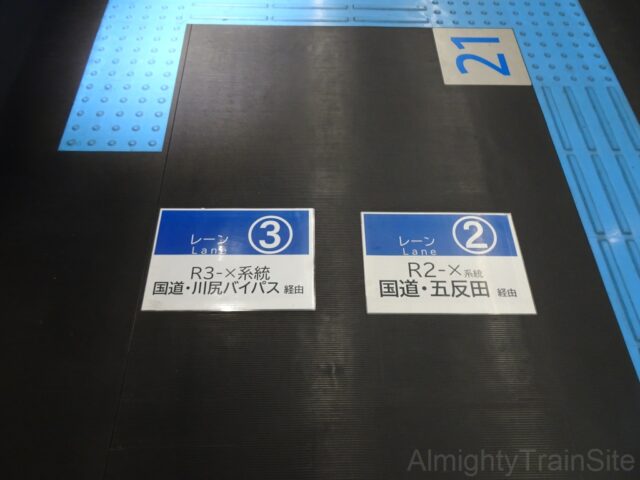 21
レーン
Lane
③
R3-×系統
国道・川尻バイパス 経由
レーン
Lane
②
R2-× 系統
国道・五反田 経由
AlmightyTrainSite